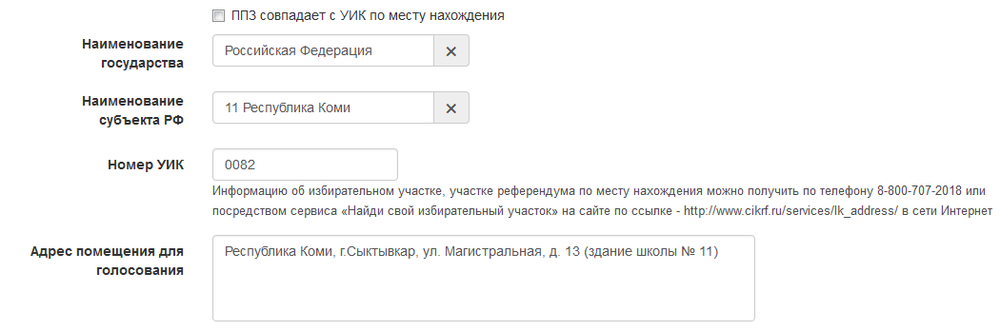 ППЗ совпадает с УИК по месту нахождения
Наименование
государства
Российская Федерация
Наименование
субъекта РФ
11 Республика Коми
Номер УИК
0082
Информацию об избирательном участке, участке референдума по месту нахождения можно получить по телефону 8-800-707-2018 или
посредством сервиса «Найди свой избирательный участок» на сайте по ссылке - http://www.cikrf.ru/services/lk_address/ в сети Интернет
Адрес помещения для
голосования
Республика Коми, г.Сыктывкар, ул. Магистральная, д. 13 (здание школы № 11)